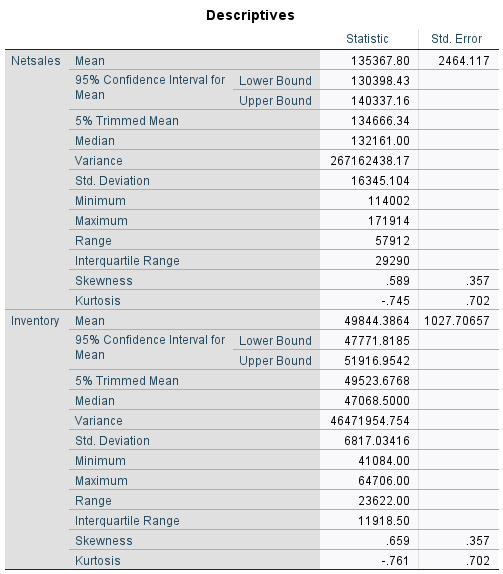 Descriptives
Statistic Std. Error
Netsales Mean 135367.80 2464.117
95% Confidence Interval for Mean Lower Bound 130398.43
Upper Bound 140337.16
5% Trimmed Mean 134666.34
Median 132161.00
Variance 267162438.17
Std. Deviation 16345.104
Minimum 114002
Maximum 171914
Range 57912
Interquartile Range 29290
Skewness .589 .357
Kurtosis -.745 .702
Inventory Mean 49844.3864 1027.70657
95% Confidence Interval for Mean Lower Bound 47771.8185
Upper Bound 51916.9542
5% Trimmed Mean 49523.6768
Median 47068.5000
Variance 46471954.754
Std. Deviation 6817.03416
Minimum 41084.00
Maximum 64706.00
Range 23622.00
Interquartile Range 11918.50
Skewness .659 .357
Kurtosis -.761 .702